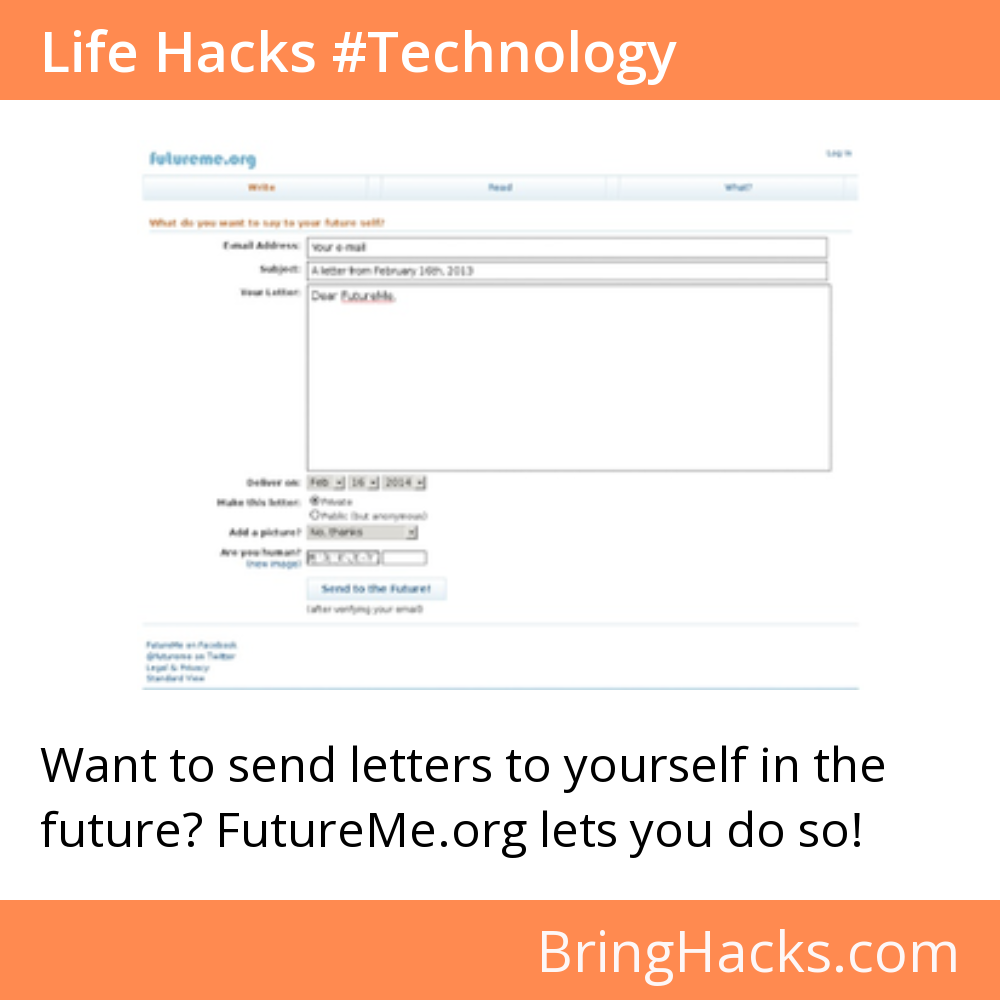 Life Hacks #Technology
futureme.org
Log In
Write Read What?
What do you want to say to your future self?
E-mail Address: Your e-mail
Subject: A letter from February 16th, 2013
Your Letter: Dear FutureMe,
Deliver on: Feb 16 2014
Make this letter: Private
Public (but anonymous)
Add a picture? No, thanks
Are you human?
(new image)
Send to the Future!
(after verifying your email)
FutureMe on Facebook
@futureme on Twitter
Legal & Privacy
Standard View
Want to send letters to yourself in the
future? FutureMe.org lets you do so!
BringHacks.com